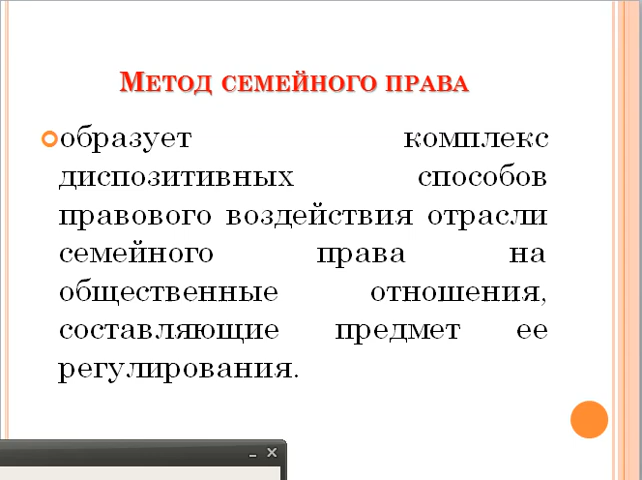 Метод семейного права
образует комплекс
диспозитивных способов
правового воздействия отрасли
семейного права на
общественные отношения,
составляющие предмет ее
регулирования.